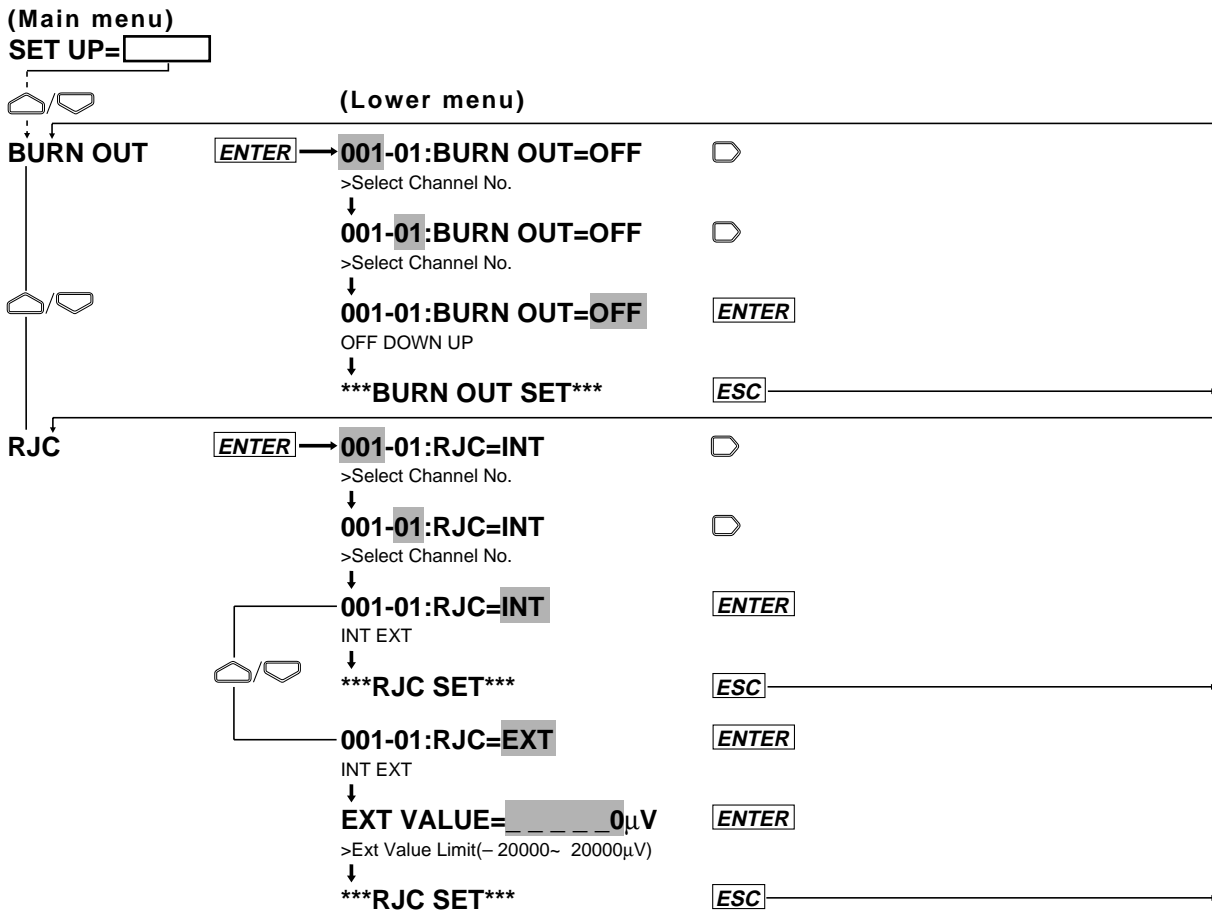 (Main menu)
SET UP=
/
(Lower menu)
BURN OUT ENTER 001-01:BURN OUT=OFF
>Select Channel No.
001-01:BURN OUT=OFF
>Select Channel No.
/
001-01:BURN OUT=OFF ENTER
OFF DOWN UP
***BURN OUT SET*** ESC
RJC ENTER 001-01:RJC=INT
>Select Channel No.
001-01:RJC=INT
>Select Channel No.
001-01:RJC=INT ENTER
INT EXT
/
***RJC SET*** ESC
001-01:RJC=EXT ENTER
INT EXT
EXT VALUE=_ _ _ _ _0µV ENTER
>Ext Value Limit(– 20000~ 20000µV)
***RJC SET*** ESC